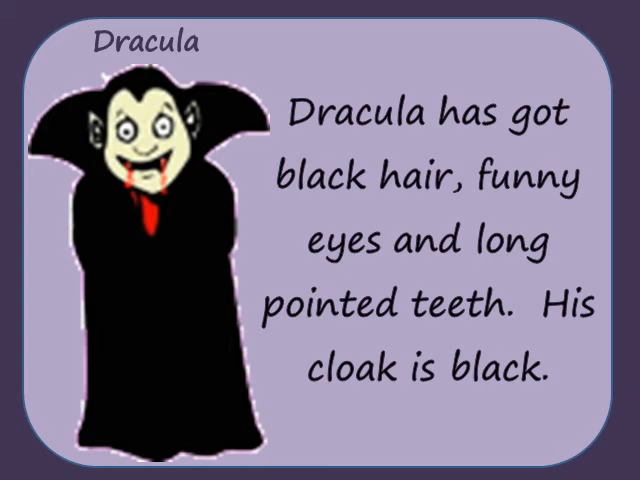 Dracula
Dracula has got
black hair, funny
eyes and long
pointed teeth. His
cloak is black.